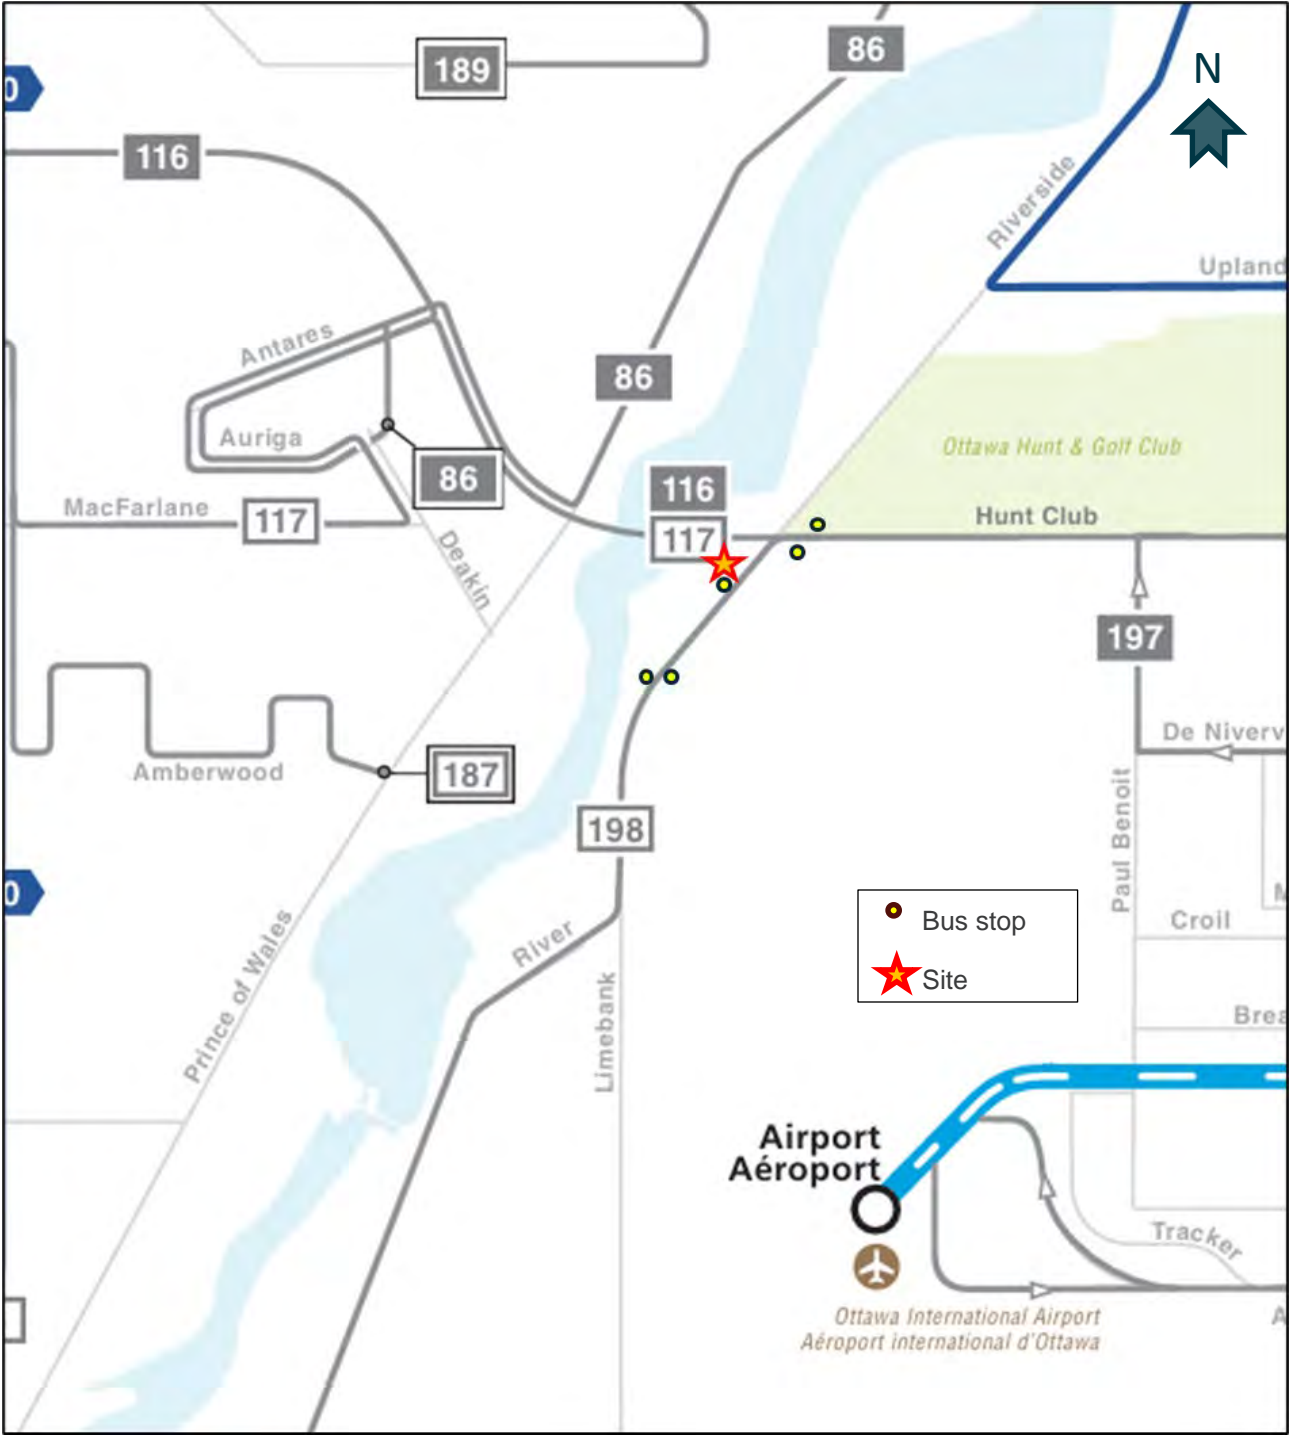 189
86
N
0
116
Riverside
Upland
Antares
86
Auriga
Ottawa Hunt & Golf Club
86
116
MacFarlane
117
Hunt Club
117
Deakin
197
De Niverv
Amberwood
187
Paul Benoit
198
0
Bus stop
Croil
River
Prince of Wales
Limebank
Site
Brea
Airport
Aéroport
Tracker
Ottawa International Airport
Aéroport international d'Ottawa